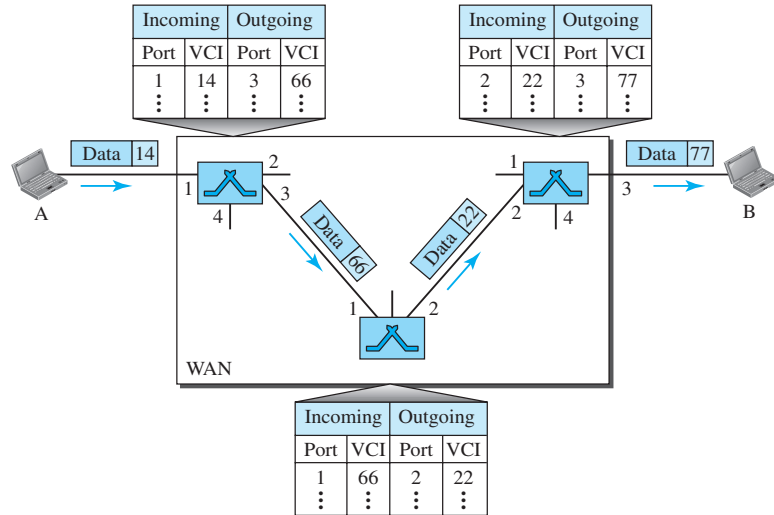 Incoming Outgoing
Port VCI Port VCI
1 14 3 66
Incoming Outgoing
Port VCI Port VCI
2 22 3 77
Data 14
A
1
2
3
4
Data 66
1
2
Data 22
1
2
3
4
Data 77
B
WAN
Incoming Outgoing
Port VCI Port VCI
1 66 2 22